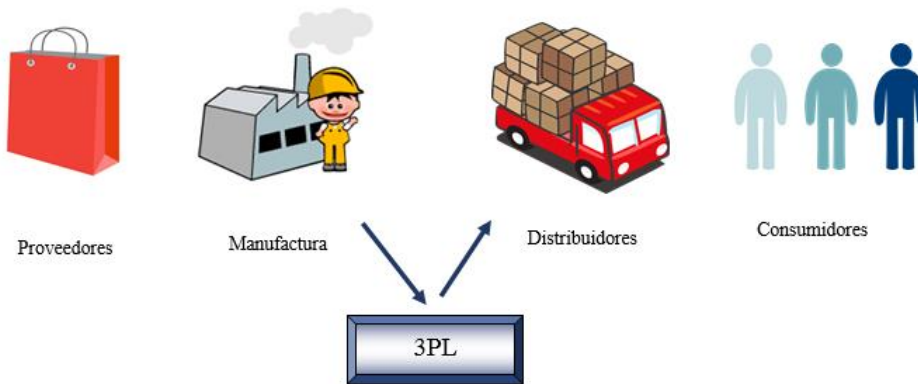 Proveedores
Manufactura
Distribuidores
Consumidores
3PL